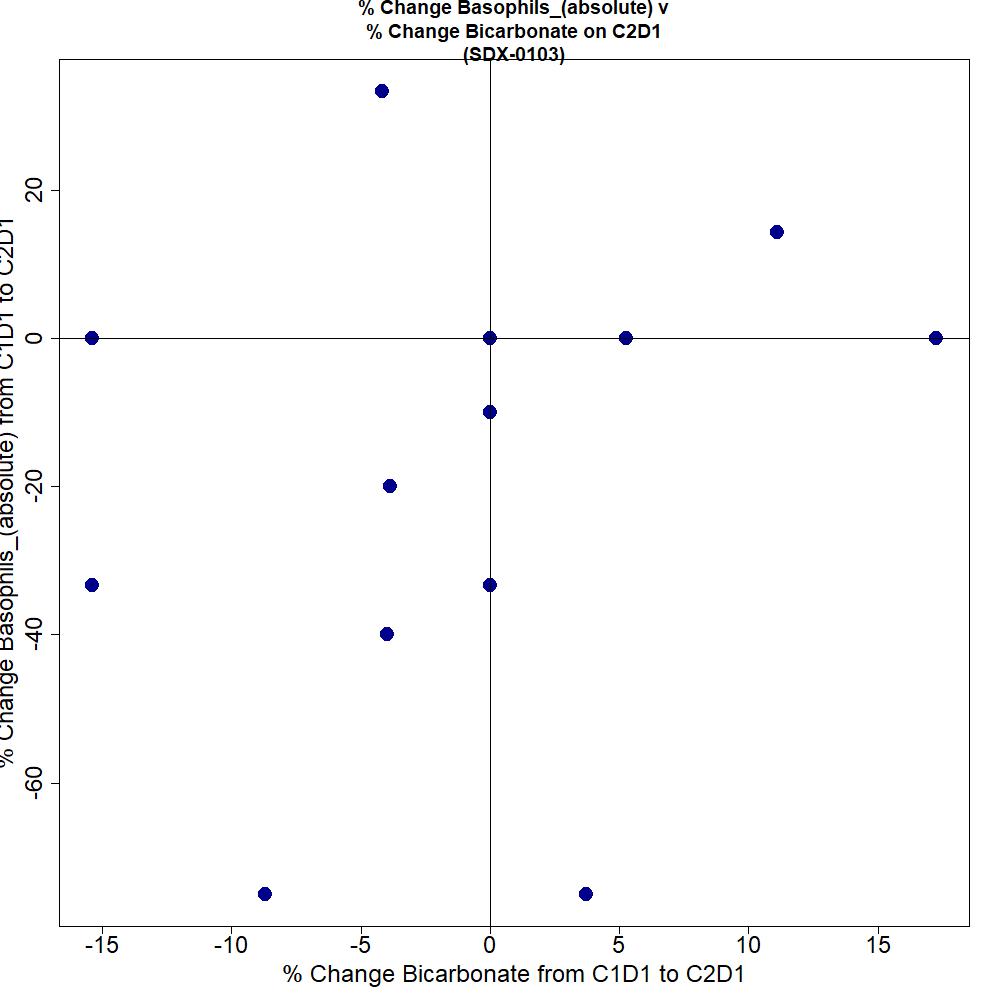 % Change Basophils_(absolute) v
% Change Bicarbonate on C2D1
(SDX-0103)
% Change Basophils_(absolute) from C1D1 to C2D1
20
0
-20
-40
-60
-15
-10
-5
0
5
10
15
% Change Bicarbonate from C1D1 to C2D1